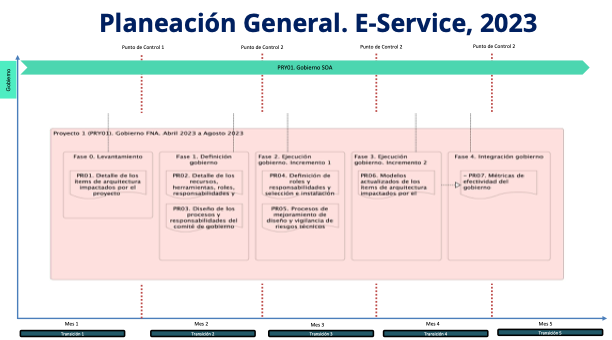 Planeación General. E-Service, 2023
Punto de Control 1
Punto de Control 2
Punto de Control 2
Punto de Control 2
Gobierno
PRY01. Gobierno SOA
Proyecto 1 (PRY01). Gobierno FNA. Abril 2023 a Agosto 2023
Fase 0. Levantamiento
PR01. Detalle de los
ítems de arquitectura
impactados por el
proyecto
Fase 1. Definición
gobierno
PR02. Detalle de los
recursos,
herramientas, roles,
responsabilidades y
PR03. Diseño de los
procesos y
responsabilidades del
comité de gobierno
Fase 2. Ejecución
gobierno. Incremento 1
PR04. Definición de
roles y
responsabilidades y
selección e instalación
PR05. Procesos de
mejoramiento de
diseño y vigilancia de
riesgos técnicos
Fase 3. Ejecución
gobierno. Incremento 2
PR06. Modelos
actualizados de los
ítems de arquitectura
impactados por el
Fase 4. Integración gobierno
- PR07. Métricas de
efectividad del
gobierno
Mes 1
Mes 2
Mes 3
Mes 4
Mes 5
Transición 1
Transición 2
Transición 3
Transición 4
Transición 5